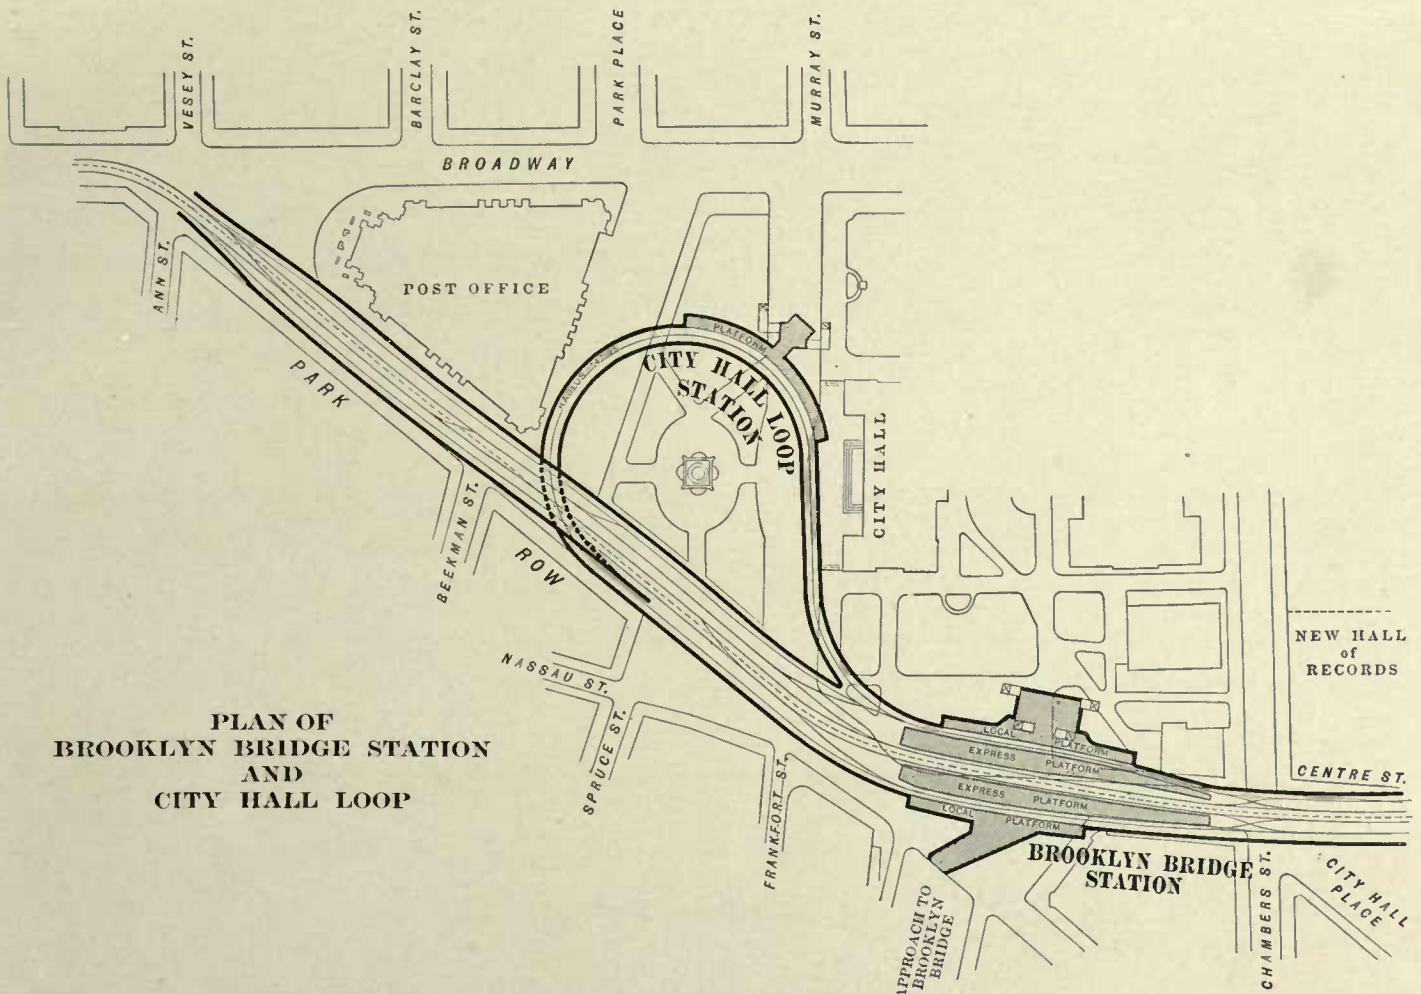 VESEY ST.
BARCLAY ST.
PARK PLACE
MURRAY ST.
BROADWAY
ANN ST.
POST OFFICE
PARK
ROW
PLATFORM
CITY HALL LOOP
STATION
CITY HALL
BEEKMAN ST.
NASSAU ST.
SPRUCE ST.
FRANKFORT ST.
NEW HALL
of
RECORDS
PLAN OF
BROOKLYN BRIDGE STATION
AND
CITY HALL LOOP
LOCAL PLATFORM
EXPRESS PLATFORM
EXPRESS PLATFORM
LOCAL PLATFORM
CENTRE ST.
BROOKLYN BRIDGE
STATION
APPROACH TO
BROOKLYN
BRIDGE
CHAMBERS ST.
CITY HALL
PLACE